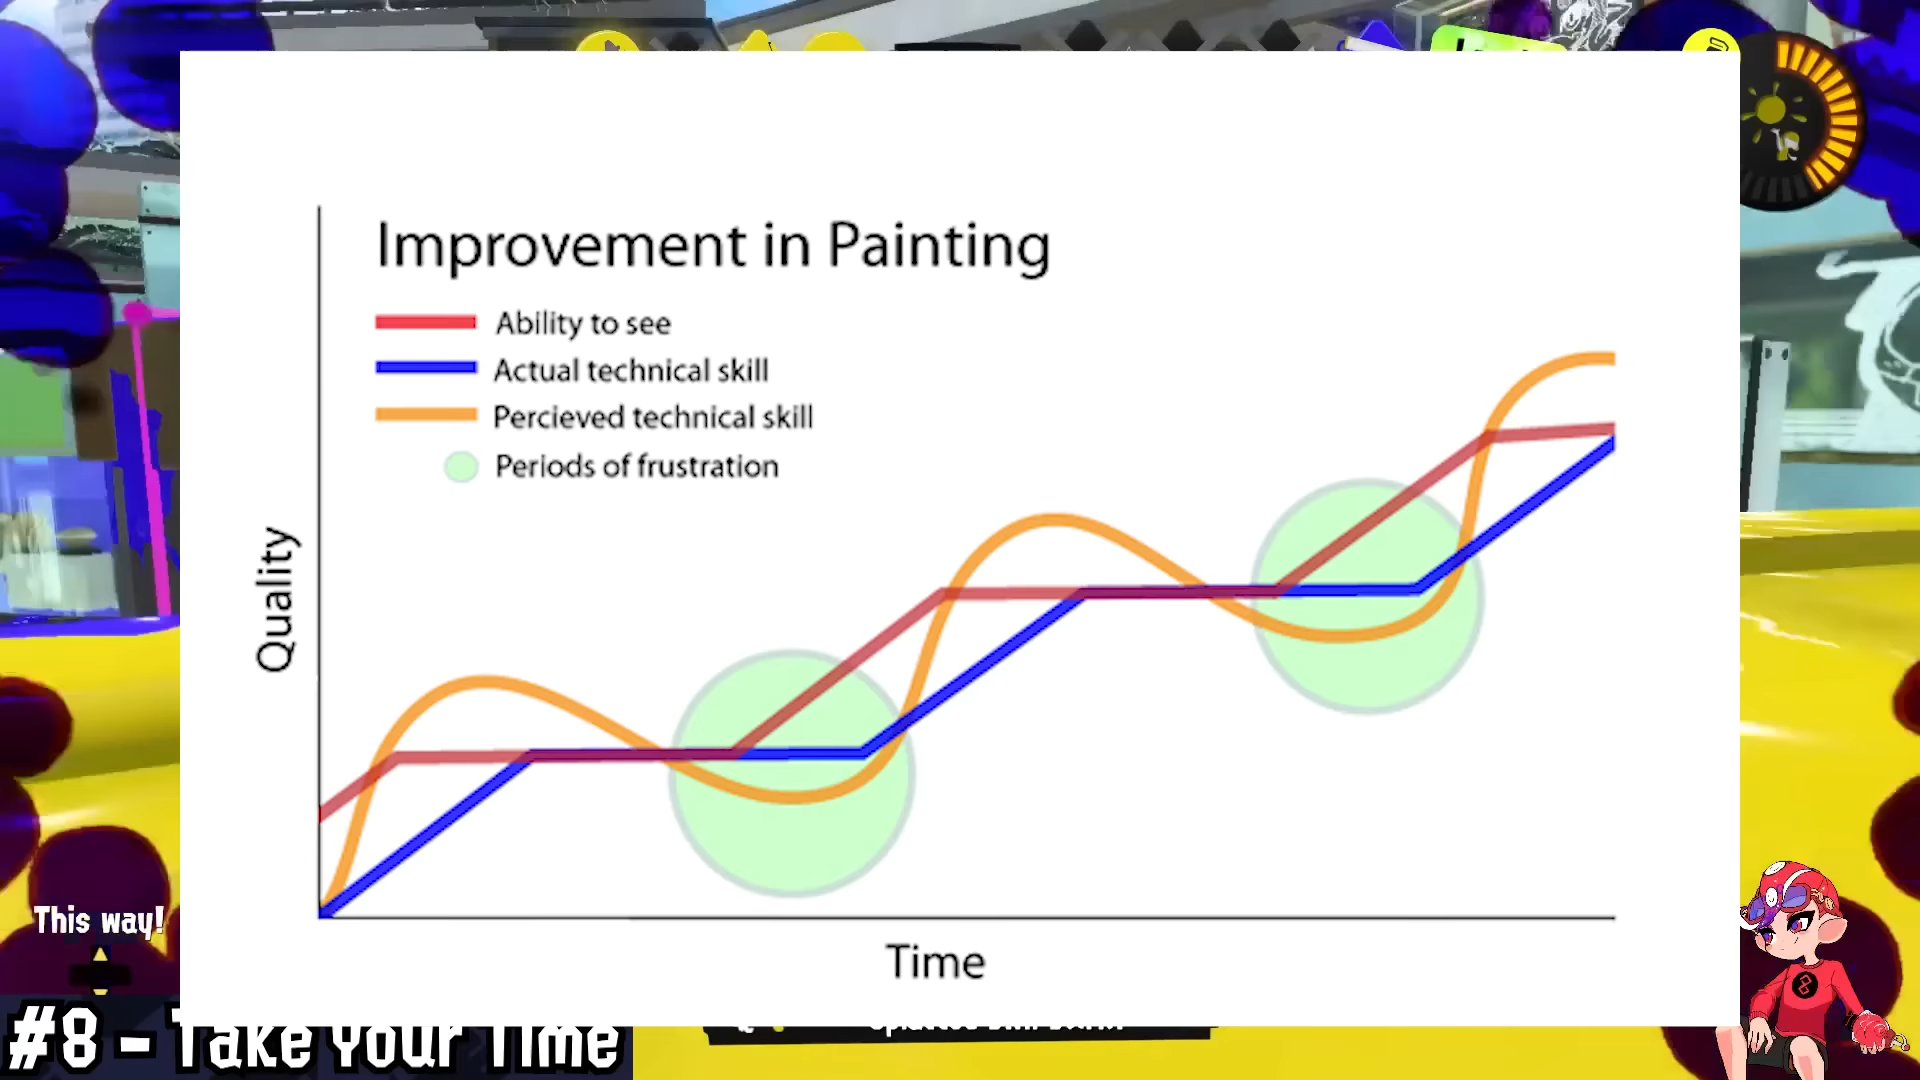 Improvement in Painting
Ability to see
Actual technical skill
Percieved technical skill
Periods of frustration
Quality
Time
This way!
#8 - Take Your Time